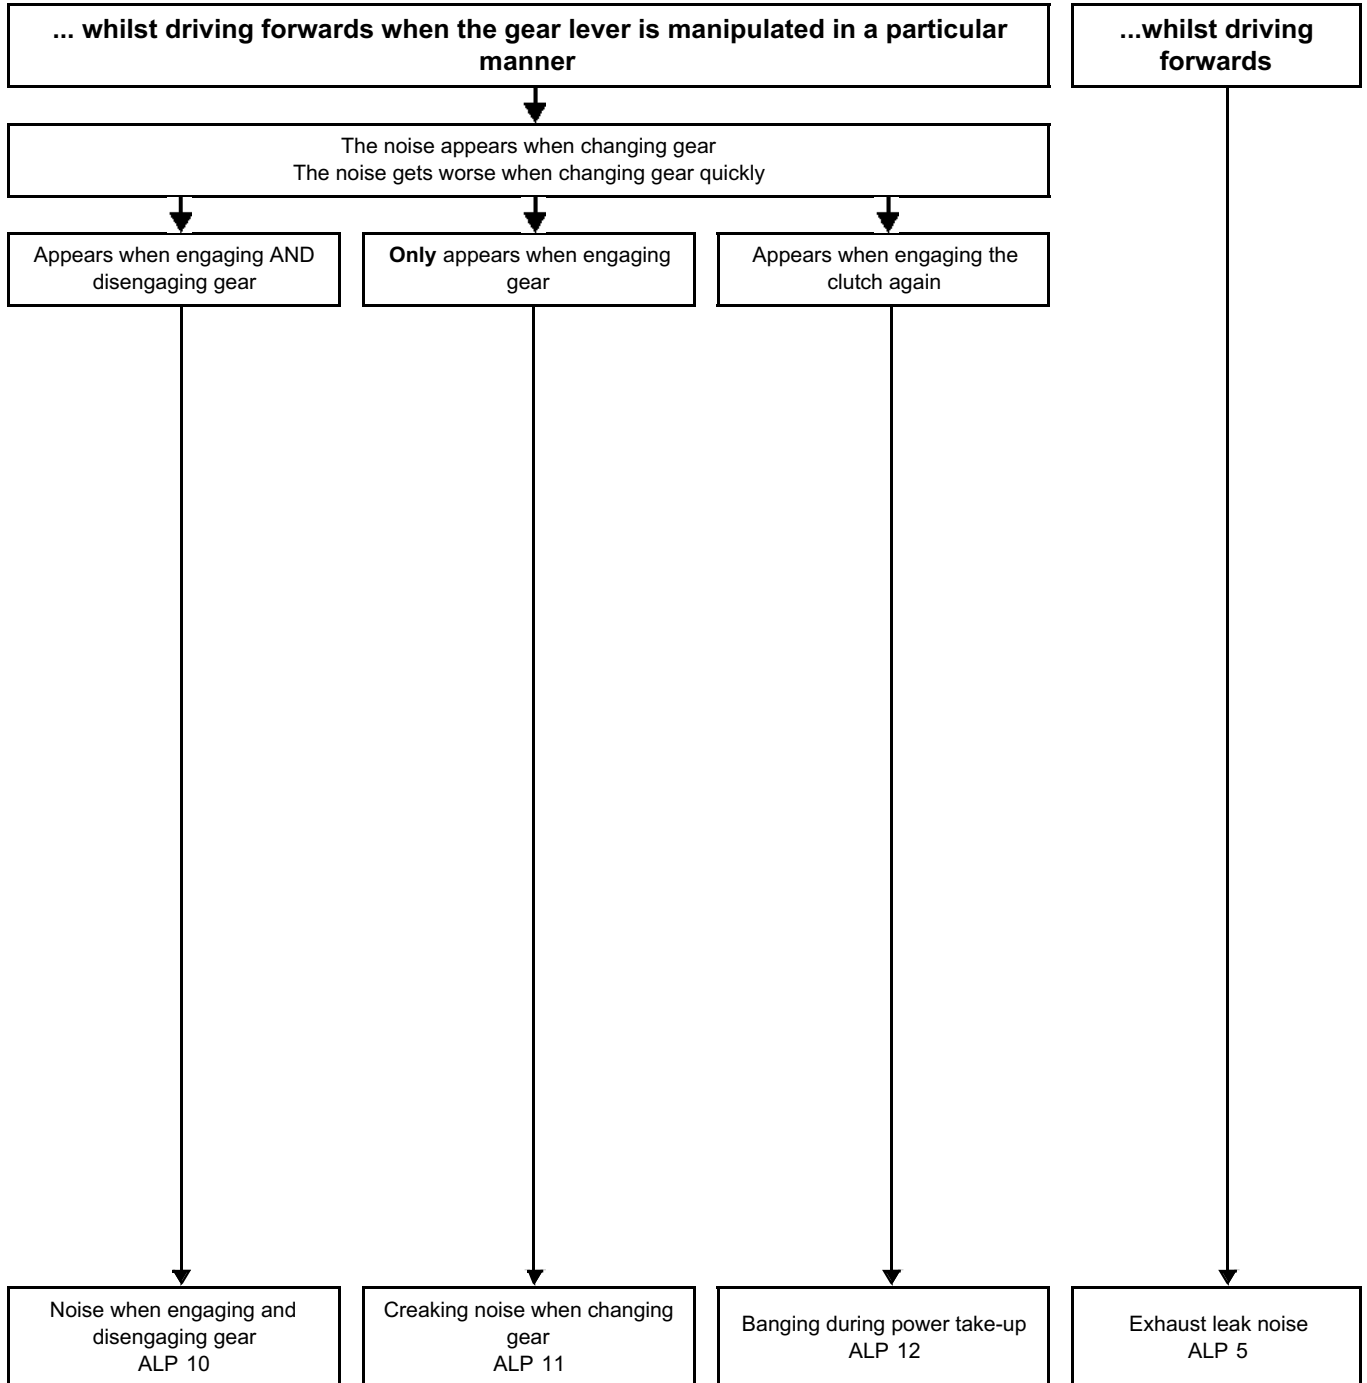 ... whilst driving forwards when the gear lever is manipulated in a particular
manner
...whilst driving
forwards
The noise appears when changing gear
The noise gets worse when changing gear quickly
Appears when engaging AND
disengaging gear
Only appears when engaging
gear
Appears when engaging the
clutch again
Noise when engaging and
disengaging gear
ALP 10
Creaking noise when changing
gear
ALP 11
Banging during power take-up
ALP 12
Exhaust leak noise
ALP 5